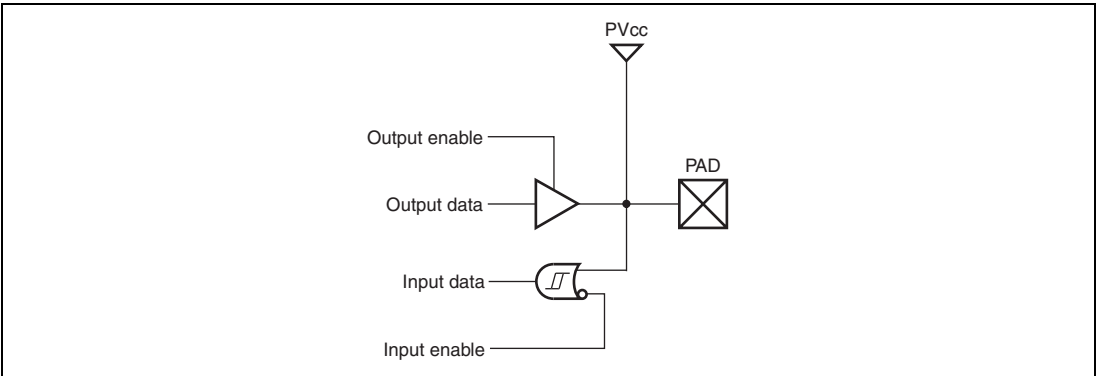 PVcc
Output enable
PAD
Output data
Input data
Input enable